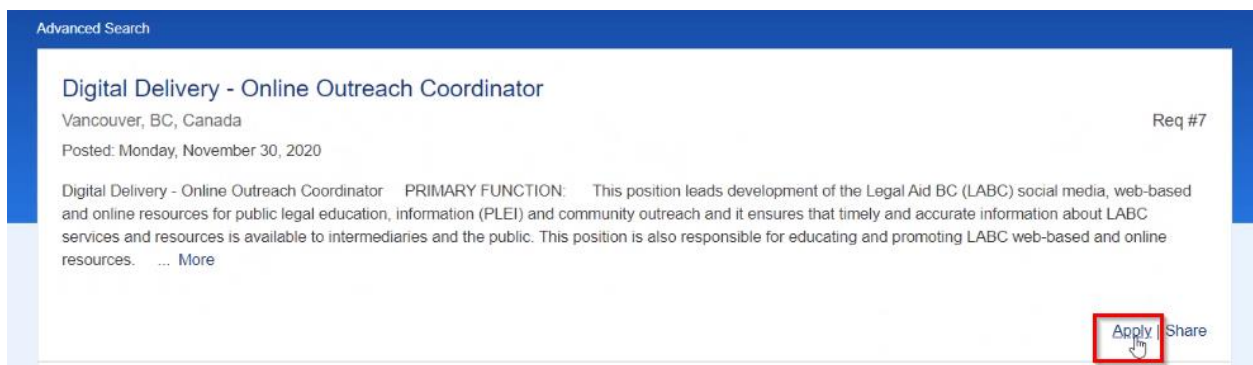 Advanced Search
Digital Delivery - Online Outreach Coordinator
Vancouver, BC, Canada
Req #7
Posted: Monday, November 30, 2020
Digital Delivery - Online Outreach Coordinator PRIMARY FUNCTION: This position leads development of the Legal Aid BC (LABC) social media, web-based
and online resources for public legal education, information (PLEI) and community outreach and it ensures that timely and accurate information about LABC
services and resources is available to intermediaries and the public. This position is also responsible for educating and promoting LABC web-based and online
resources. ... More
Apply | Share